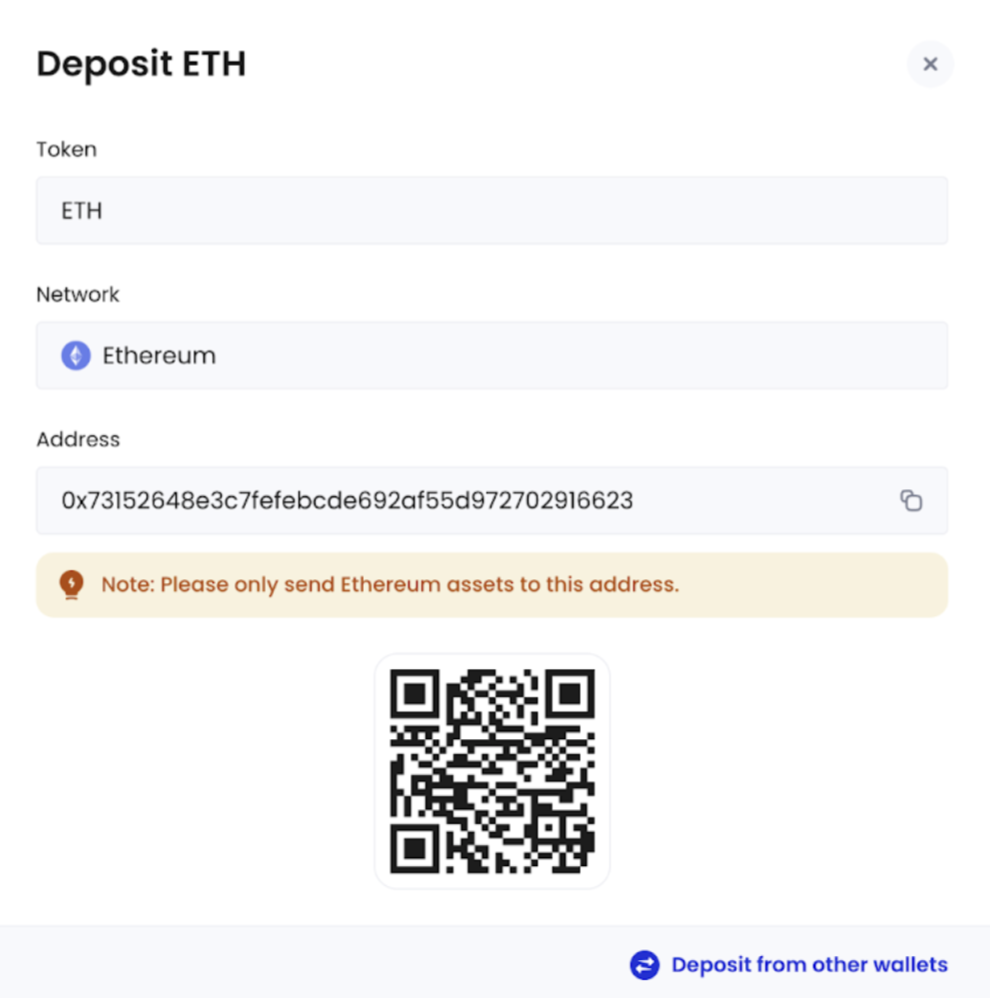 Deposit ETH
Token
ETH
Network
Ethereum
Address
0x73152648e3c7fefebcde692af55d972702916623
Note: Please only send Ethereum assets to this address.
Deposit from other wallets